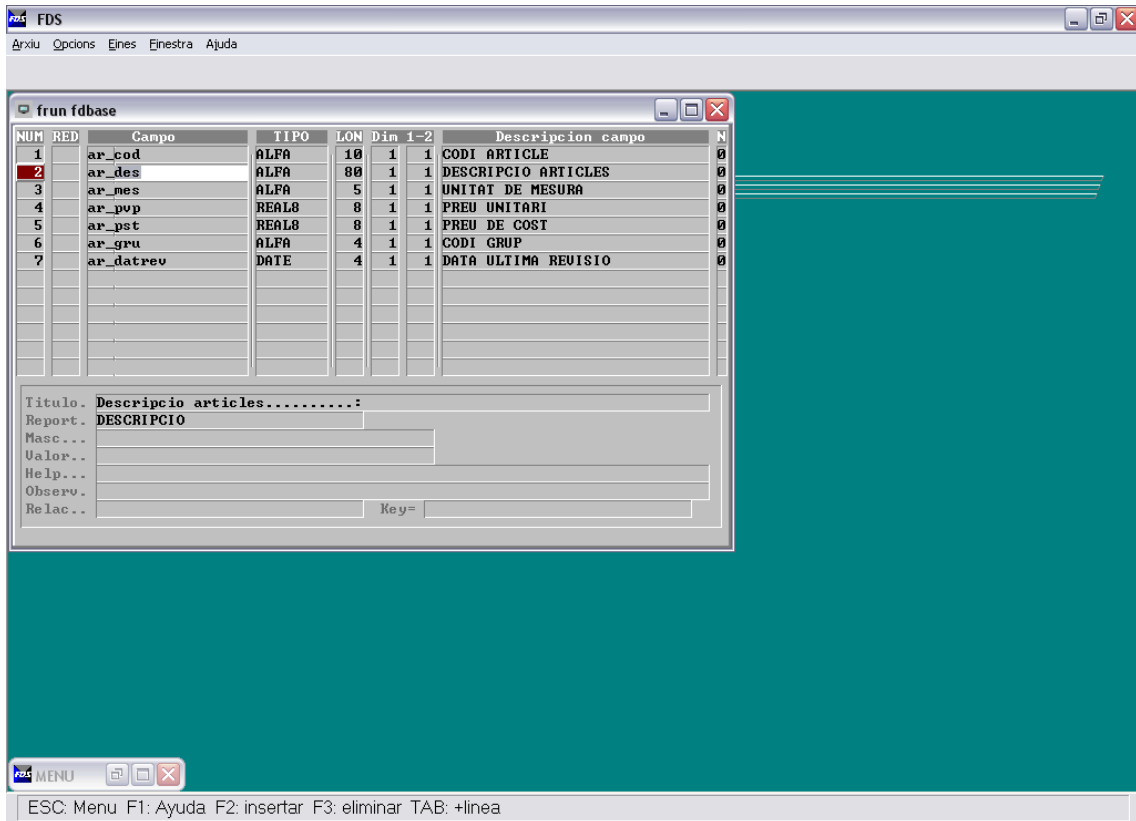 FDS FDS
Arxiu Opcions Eines Finestra Ajuda
frun fdbase
NUM RED Campo TIPO LON Dim 1-2 Descripcion campo N
1 ar_cod ALFA 10 1 1 CODI ARTICLE 0
2 ar_des ALFA 80 1 1 DESCRIPCIO ARTICLES 0
3 ar_mes ALFA 5 1 1 UNITAT DE MESURA 0
4 ar_pvp REAL8 8 1 1 PREU UNITARI 0
5 ar_pst REAL8 8 1 1 PREU DE COST 0
6 ar_gru ALFA 4 1 1 CODI GRUP 0
7 ar_datrev DATE 4 1 1 DATA ULTIMA REVISIO 0
Titulo. Descripcio articles..........:
Report. DESCRIPCIO
Masc...
Valor..
Help...
Observ.
Relac.. Key=
FDS MENU
ESC: Menu F1: Ayuda F2: insertar F3: eliminar TAB: +linea